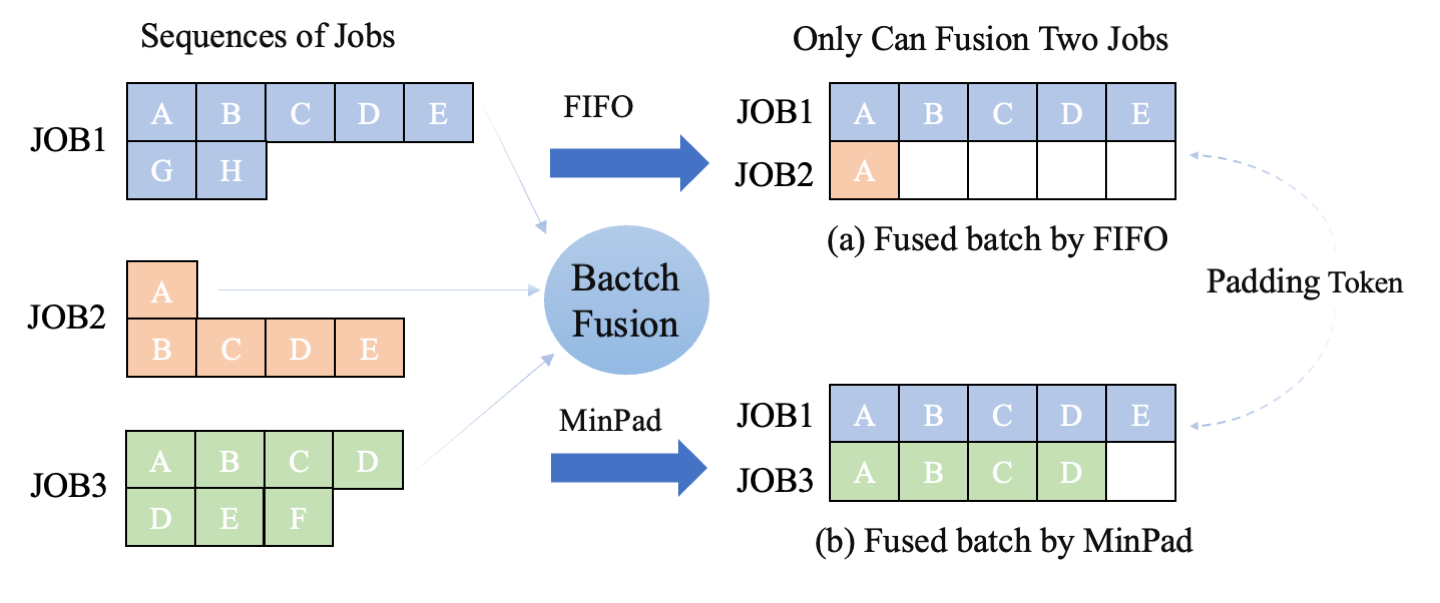 Sequences of Jobs
JOB1
A B C D E
G H
JOB2
A
B C D E
JOB3
A B C D
D E F
FIFO
Bactch
Fusion
MinPad
Only Can Fusion Two Jobs
JOB1 A B C D E
JOB2 A
(a) Fused batch by FIFO
Padding Token
JOB1 A B C D E
JOB3 A B C D
(b) Fused batch by MinPad